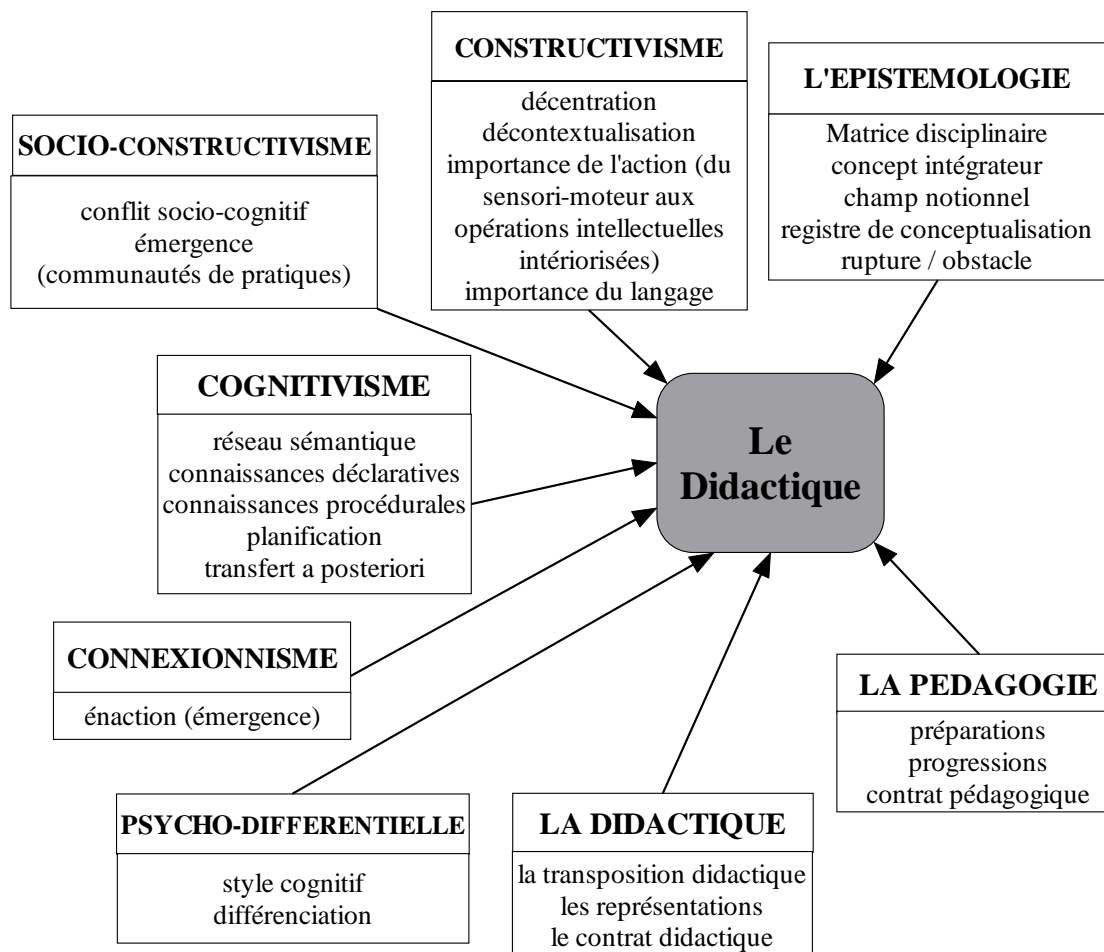 CONSTRUCTIVISME
décentration
décontextualisation
importance de l'action (du
sensori-moteur aux
opérations intellectuelles
intériorisées)
importance du langage
L'EPISTEMOLOGIE
Matrice disciplinaire
concept intégrateur
champ notionnel
registre de conceptualisation
rupture / obstacle
SOCIO-CONSTRUCTIVISME
conflit socio-cognitif
émergence
(communautés de pratiques)
COGNITIVISME
réseau sémantique
connaissances déclaratives
connaissances procédurales
planification
transfert a posteriori
Le
Didactique
CONNEXIONNISME
énaction (émergence)
LA PEDAGOGIE
préparations
progressions
contrat pédagogique
PSYCHO-DIFFERENTIELLE
style cognitif
différenciation
LA DIDACTIQUE
la transposition didactique
les représentations
le contrat didactique